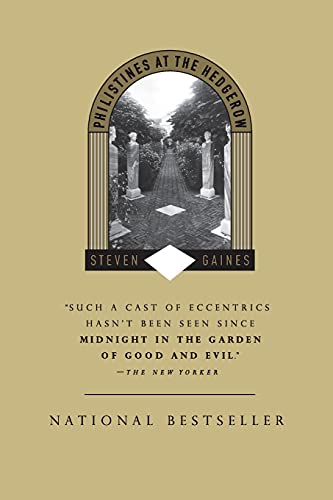 PHILISTINES AT THE HEDGEROW
STEVEN GAINES
"SUCH A CAST OF ECCENTRICS
HASN'T BEEN SEEN SINCE
MIDNIGHT IN THE GARDEN
OF GOOD AND EVIL."
—THE NEW YORKER
NATIONAL BESTSELLER